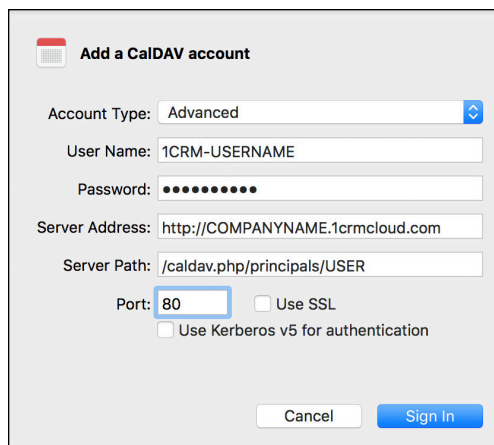 Add a CalDAV account
Account Type: Advanced
User Name: 1CRM-USERNAME
Password: ●●●●●●●●●●
Server Address: http://COMPANYNAME.1crmcloud.com
Server Path: /caldav.php/principals/USER
Port: 80 Use SSL
Use Kerberos v5 for authentication
Cancel Sign In